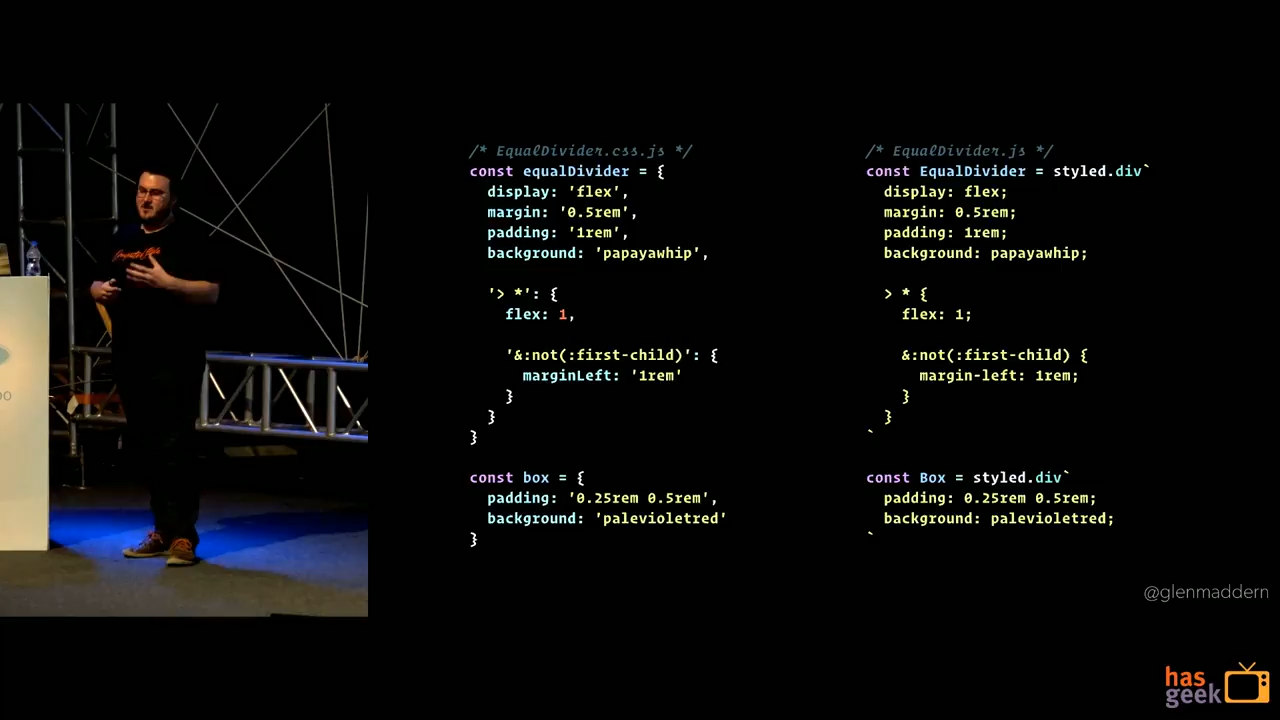 /* EqualDivider.css.js */
const equalDivider = {
  display: 'flex',
  margin: '0.5rem',
  padding: '1rem',
  background: 'papayawhip',

  '> *': {
    flex: 1,

    '&:not(:first-child)': {
      marginLeft: '1rem'
    }
  }
}

const box = {
  padding: '0.25rem 0.5rem',
  background: 'palevioletred'
}
/* EqualDivider.js */
const EqualDivider = styled.div`
  display: flex;
  margin: 0.5rem;
  padding: 1rem;
  background: papayawhip;

  > * {
    flex: 1;

    &:not(:first-child) {
      margin-left: 1rem;
    }
  }
`

const Box = styled.div`
  padding: 0.25rem 0.5rem;
  background: palevioletred;
`
@glenmaddern
has
geek